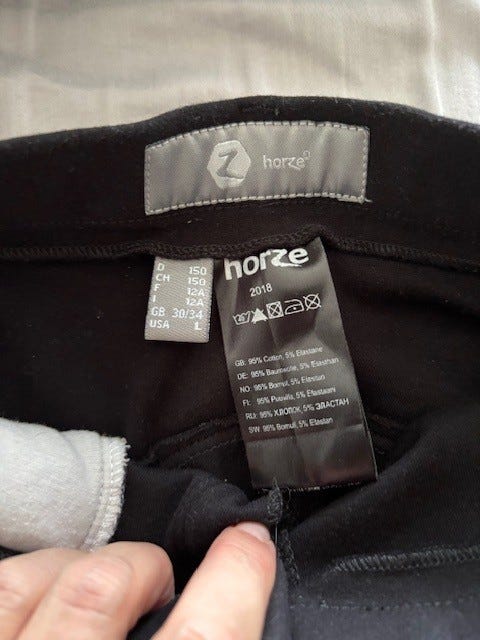 Z horze
D 150
CH 150
F 12A
I 12A
GB 30/34
USA L
horze
2018
GB: 95% Cotton, 5% Elastane
DE: 95% Baumwolle, 5% Elasthan
NO: 95% Bomul, 5% Elastan
FI: 95% Puuvilla, 5% Elastaani
RU: 95% ХЛОПОК, 5% ЭЛАСТАН
SW: 95% Bomull, 5% Elastan